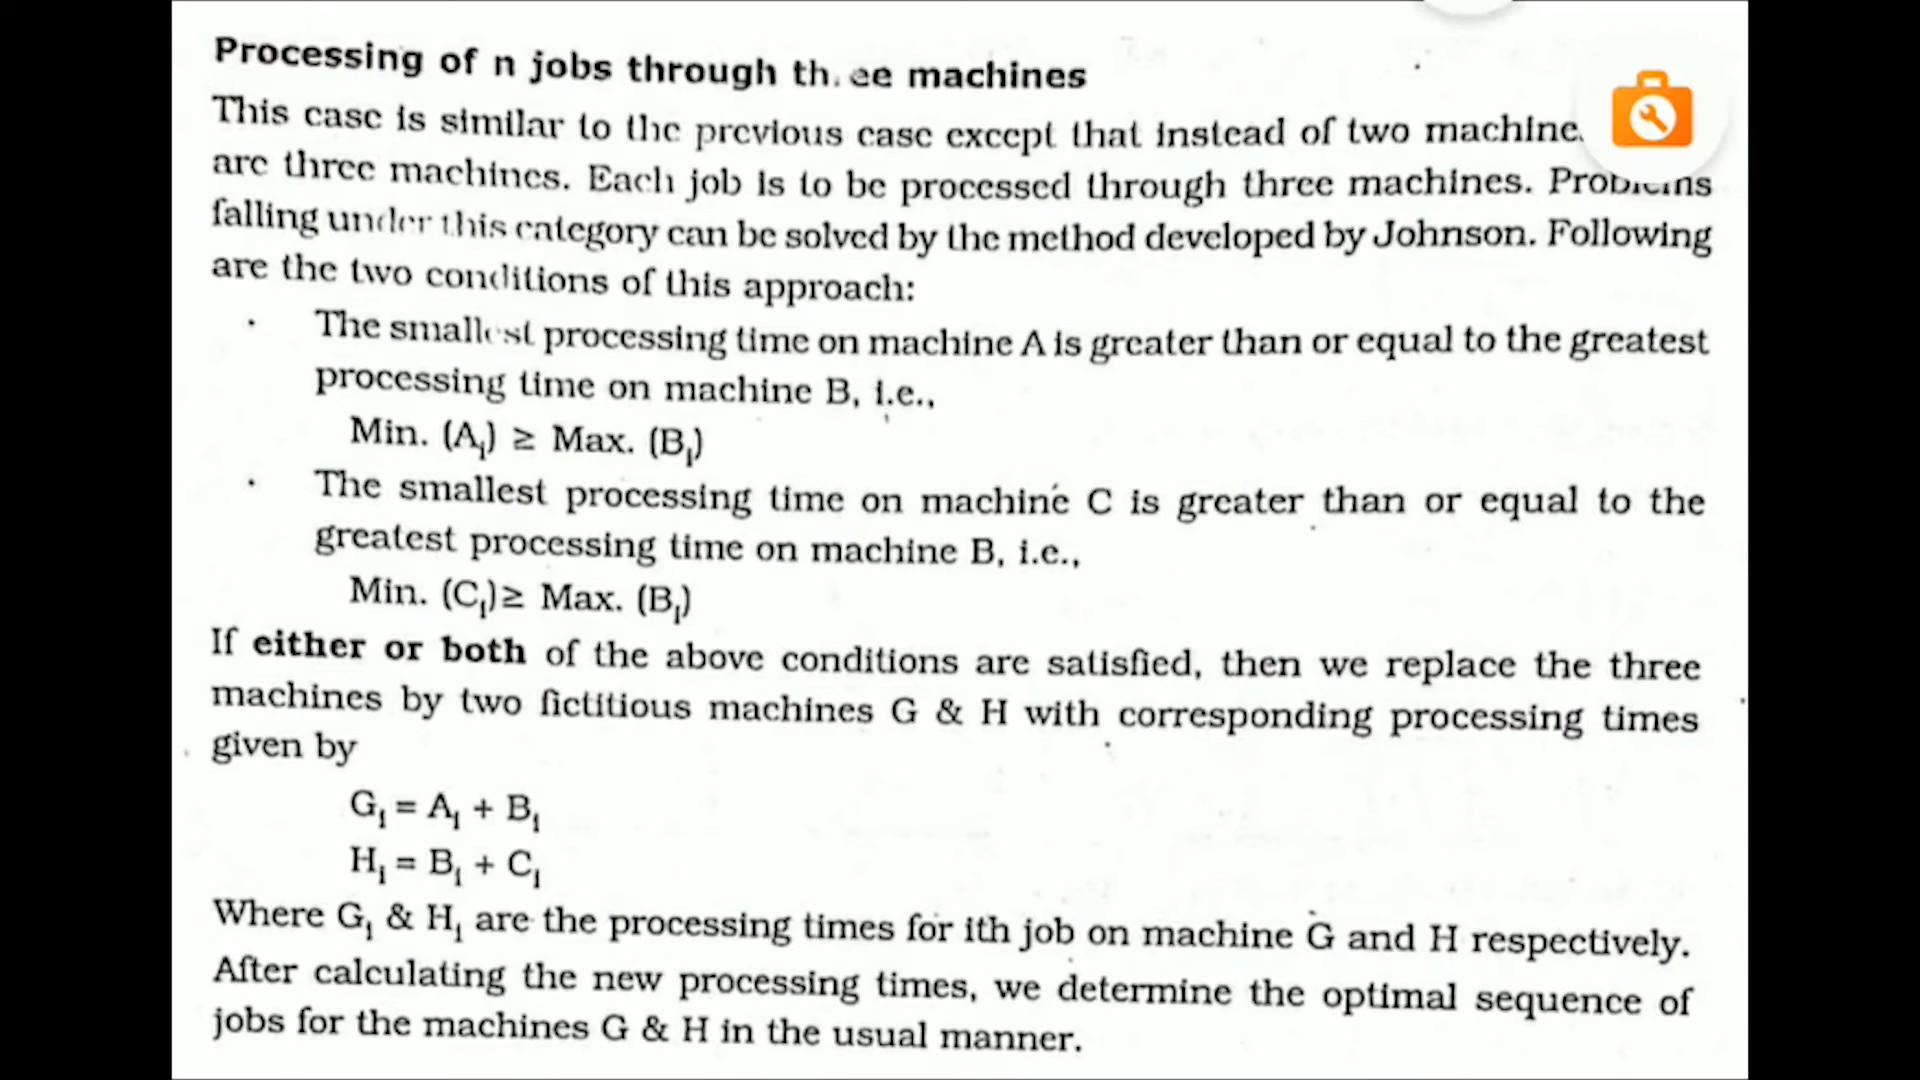 Processing of n jobs through th.ee machines
This case is similar to the previous case except that instead of two machine
are three machines. Each job is to be processed through three machines. Problems
falling under this category can be solved by the method developed by Johnson. Following
are the two conditions of this approach:
· The smallest processing time on machine A is greater than or equal to the greatest
processing time on machine B, i.e.,
Min. (Aᵢ) ≥ Max. (Bᵢ)
· The smallest processing time on machine C is greater than or equal to the
greatest processing time on machine B, i.e.,
Min. (Cᵢ)≥ Max. (Bᵢ)
If either or both of the above conditions are satisfied, then we replace the three
machines by two fictitious machines G & H with corresponding processing times
given by
Gᵢ = Aᵢ + Bᵢ
Hᵢ = Bᵢ + Cᵢ
Where Gᵢ & Hᵢ are the processing times for ith job on machine G and H respectively.
After calculating the new processing times, we determine the optimal sequence of
jobs for the machines G & H in the usual manner.